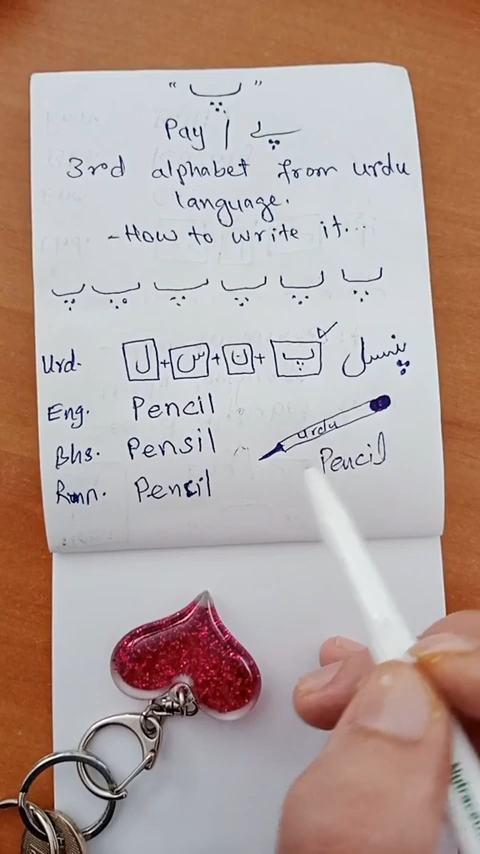 " پ "
Pay / پے
3rd alphabet from urdu
language.
- How to write it...
پ پ پ پ پ پ
Urd. ل + س + ن + پ ✓ پنسل
Eng. Pencil
Bhs. Pensil
urdu
Pencil
Rmn. Pencil